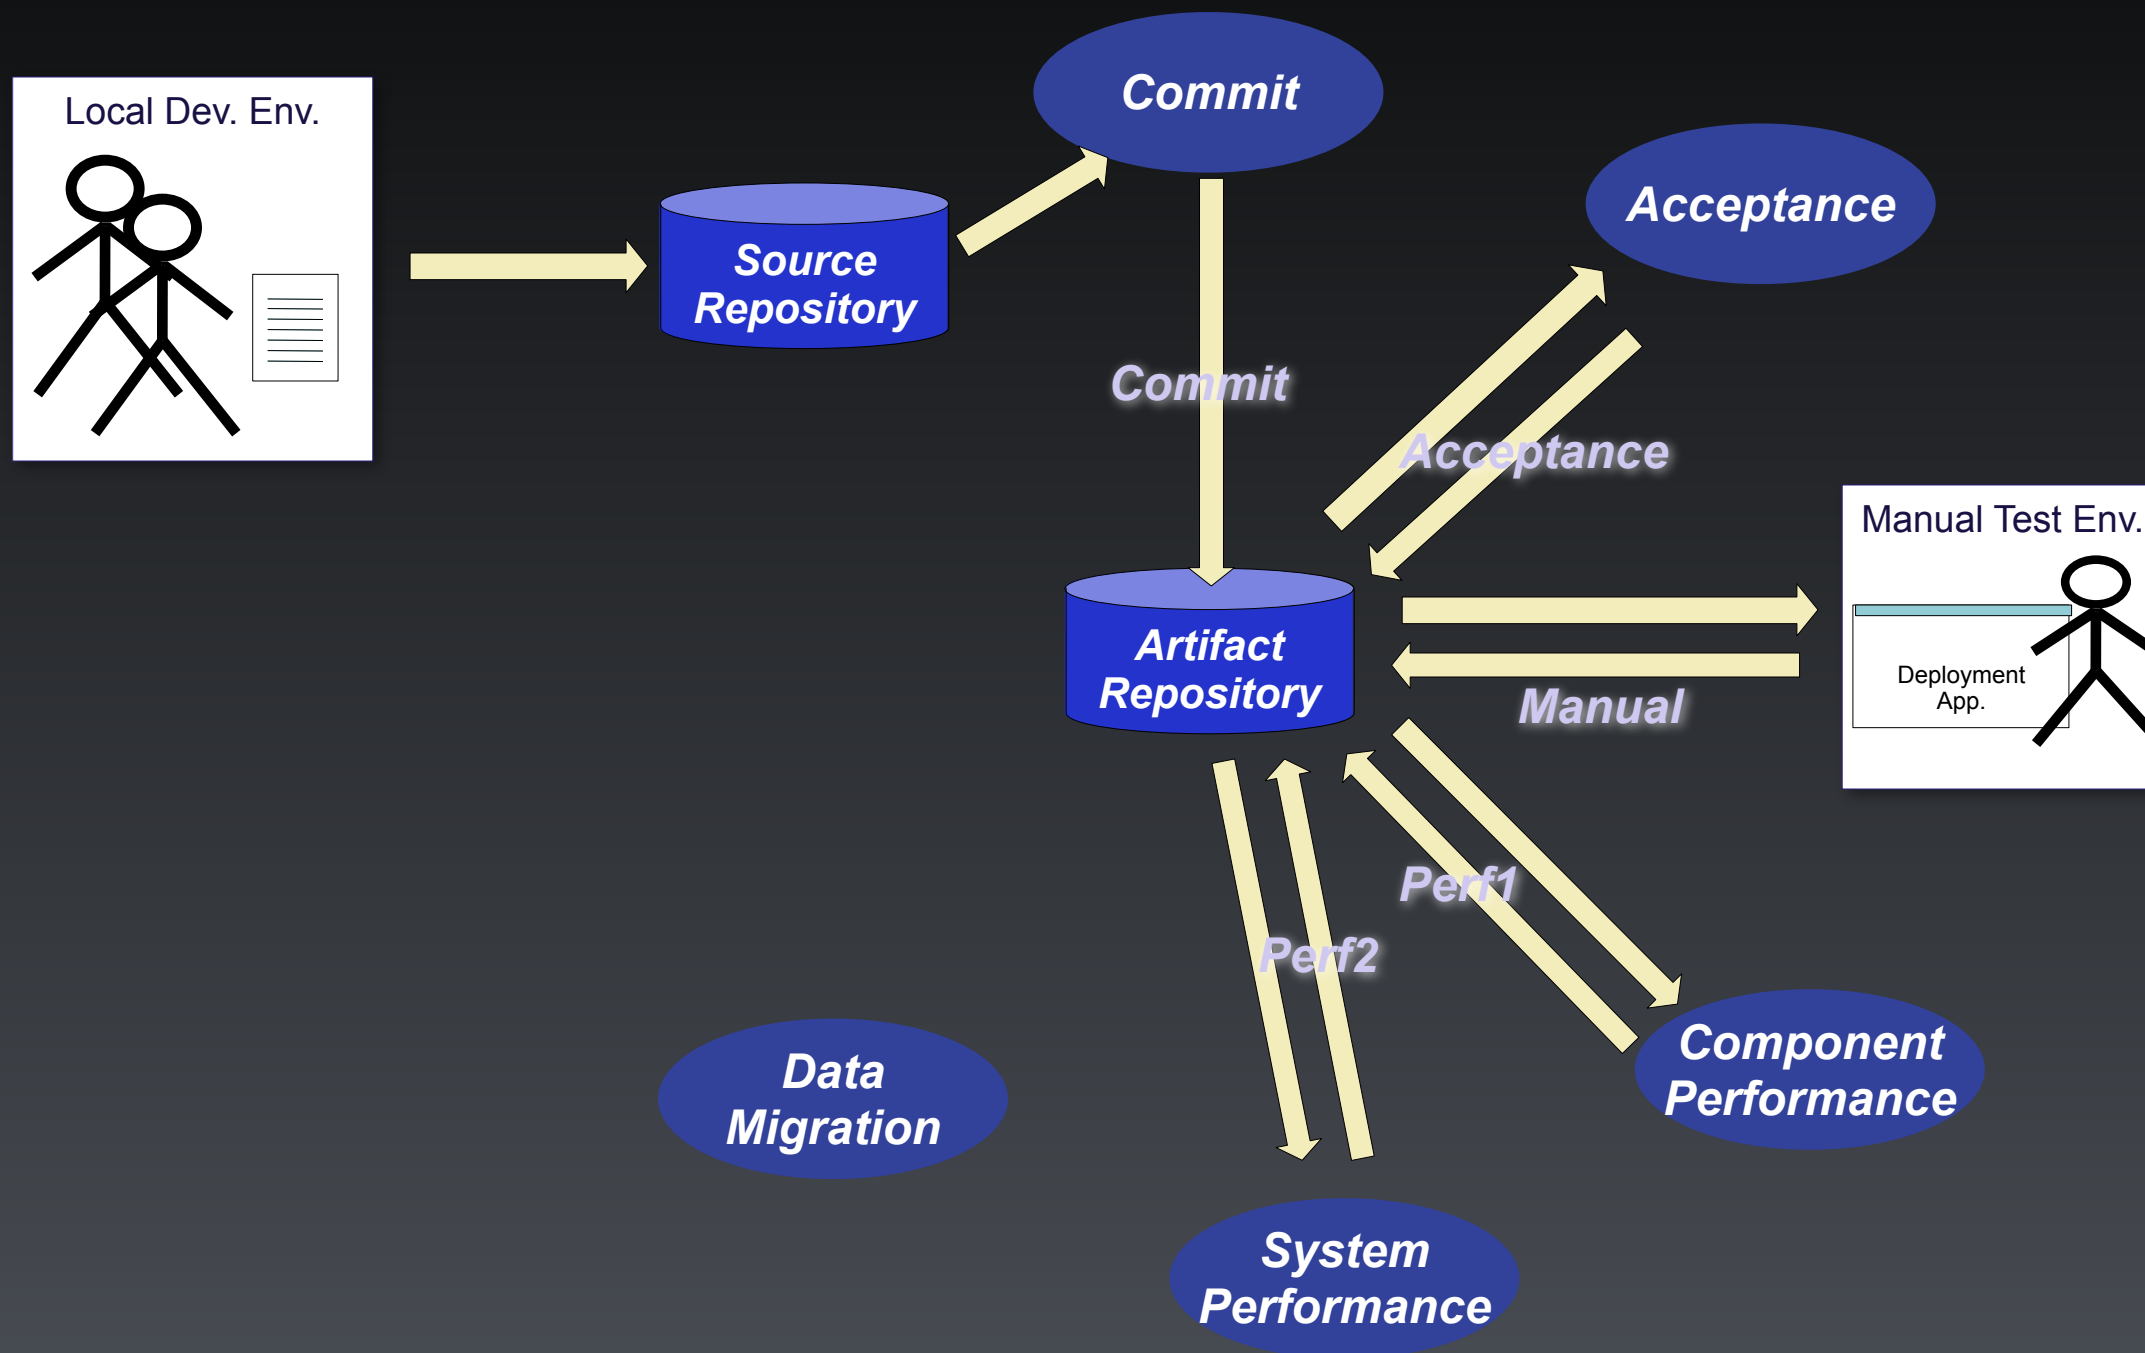 Commit
Local Dev. Env.
Acceptance
Source
Repository
Commit
Acceptance
Manual Test Env.
Artifact
Repository
Deployment
App.
Manual
Perf1
Perf2
Component
Performance
Data
Migration
System
Performance